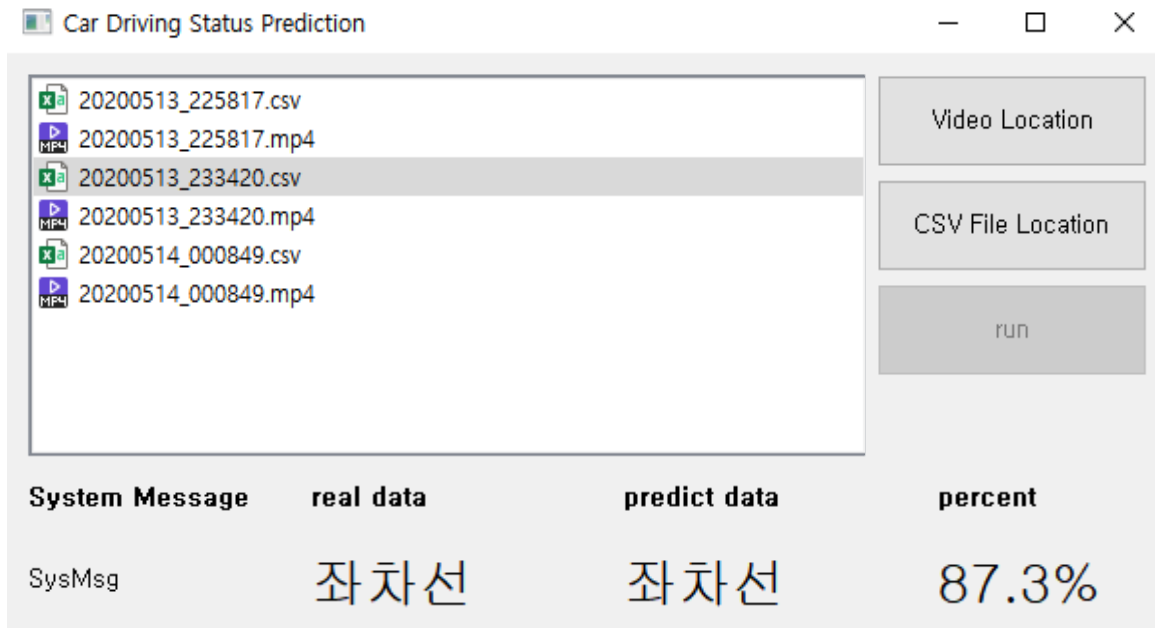 Car Driving Status Prediction
20200513_225817.csv
20200513_225817.mp4
20200513_233420.csv
20200513_233420.mp4
20200514_000849.csv
20200514_000849.mp4
Video Location
CSV File Location
run
System Message real data predict data percent
SysMsg 좌차선 좌차선 87.3%